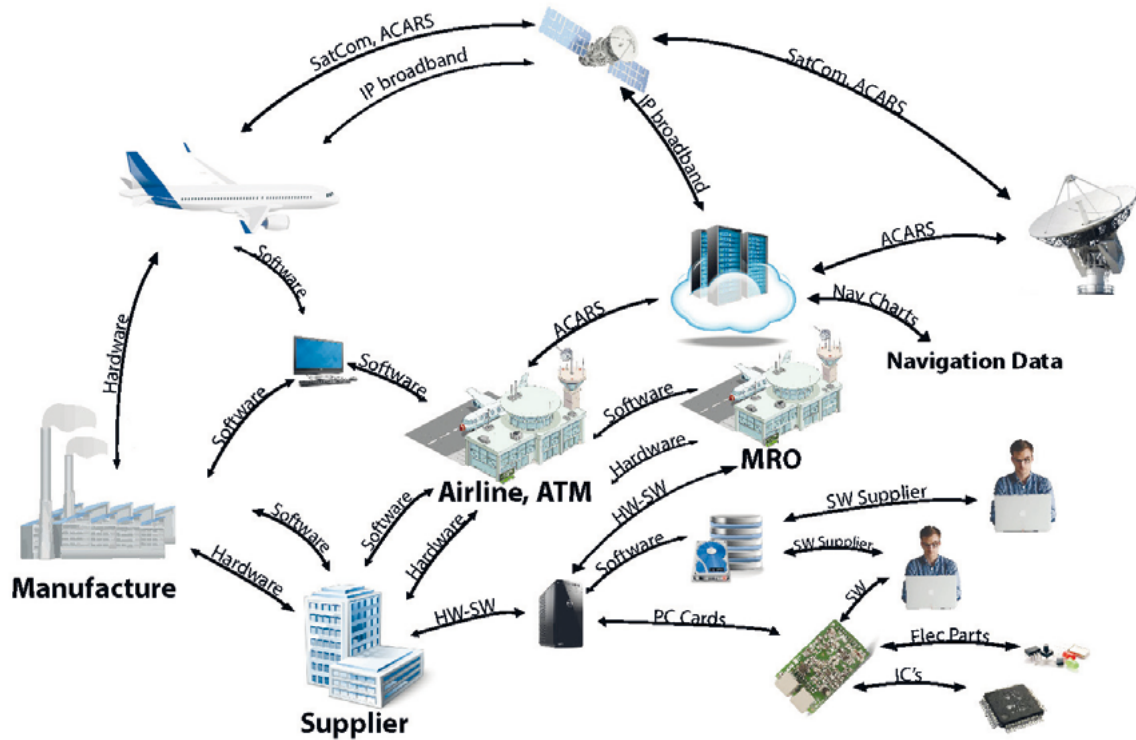 SatCom, ACARS
IP broadband
SatCom, ACARS
IP broadband
ACARS
Nav Charts
Navigation Data
Software
Hardware
ACARS
Software
Software
Software
Hardware
MRO
Airline, ATM
HW-SW
SW Supplier
SW Supplier
Software
Software
Hardware
Software
Hardware
Manufacture
HW-SW
PC Cards
SW
Elec Parts
IC's
Supplier